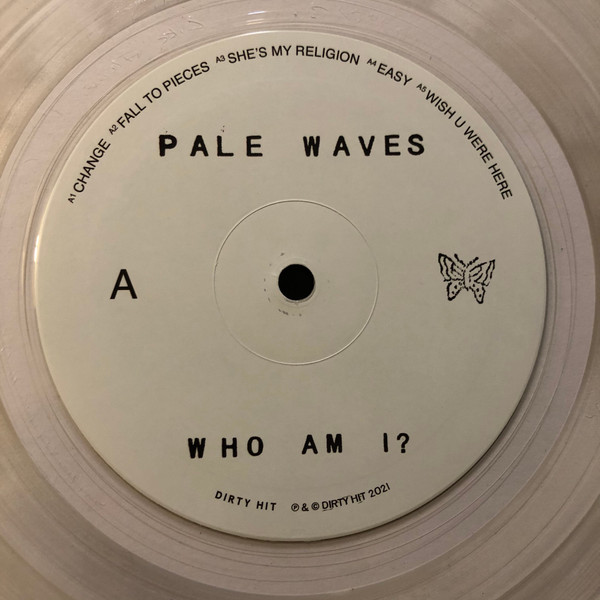 A1 CHANGE A2 FALL TO PIECES A3 SHE'S MY RELIGION A4 EASY A5 WISH U WERE HERE
PALE WAVES
A
WHO AM I?
DIRTY HIT ℗ & © DIRTY HIT 2021